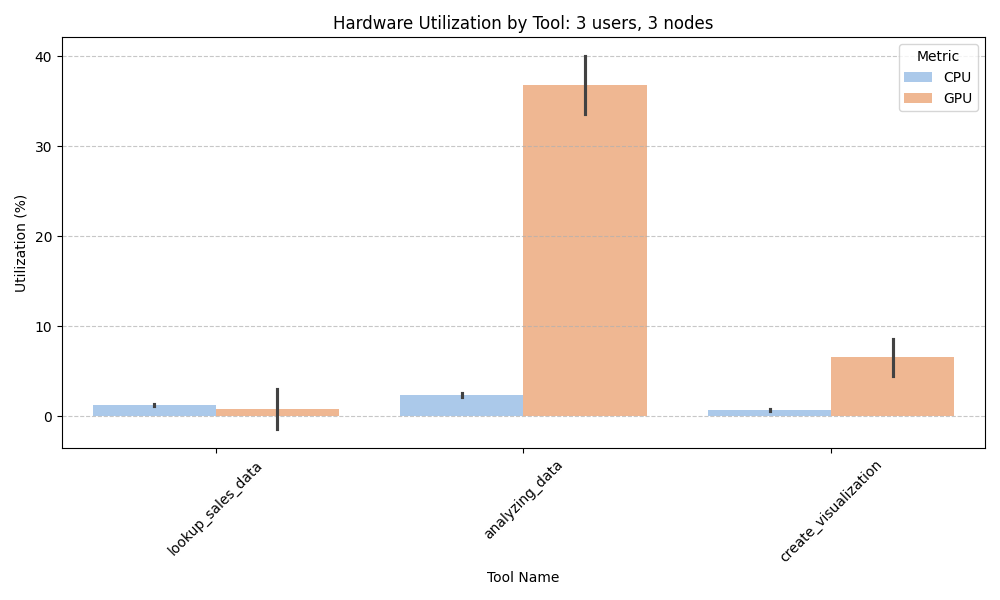 Hardware Utilization by Tool: 3 users, 3 nodes
Metric
CPU
GPU
Utilization (%)
40
30
20
10
0
lookup_sales_data
analyzing_data
create_visualization
Tool Name